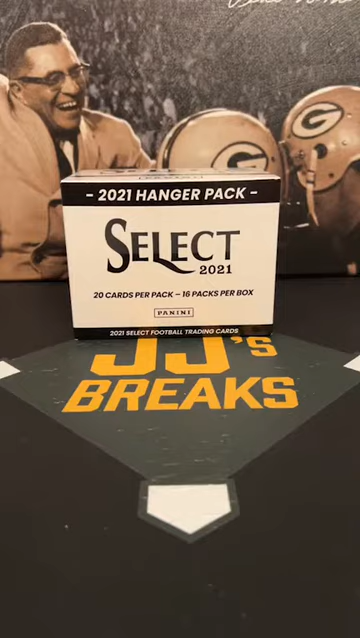 - 2021 HANGER PACK -
SELECT
2021
20 CARDS PER PACK – 16 PACKS PER BOX
PANINI
2021 SELECT FOOTBALL TRADING CARDS
JJ's
BREAKS
G
G